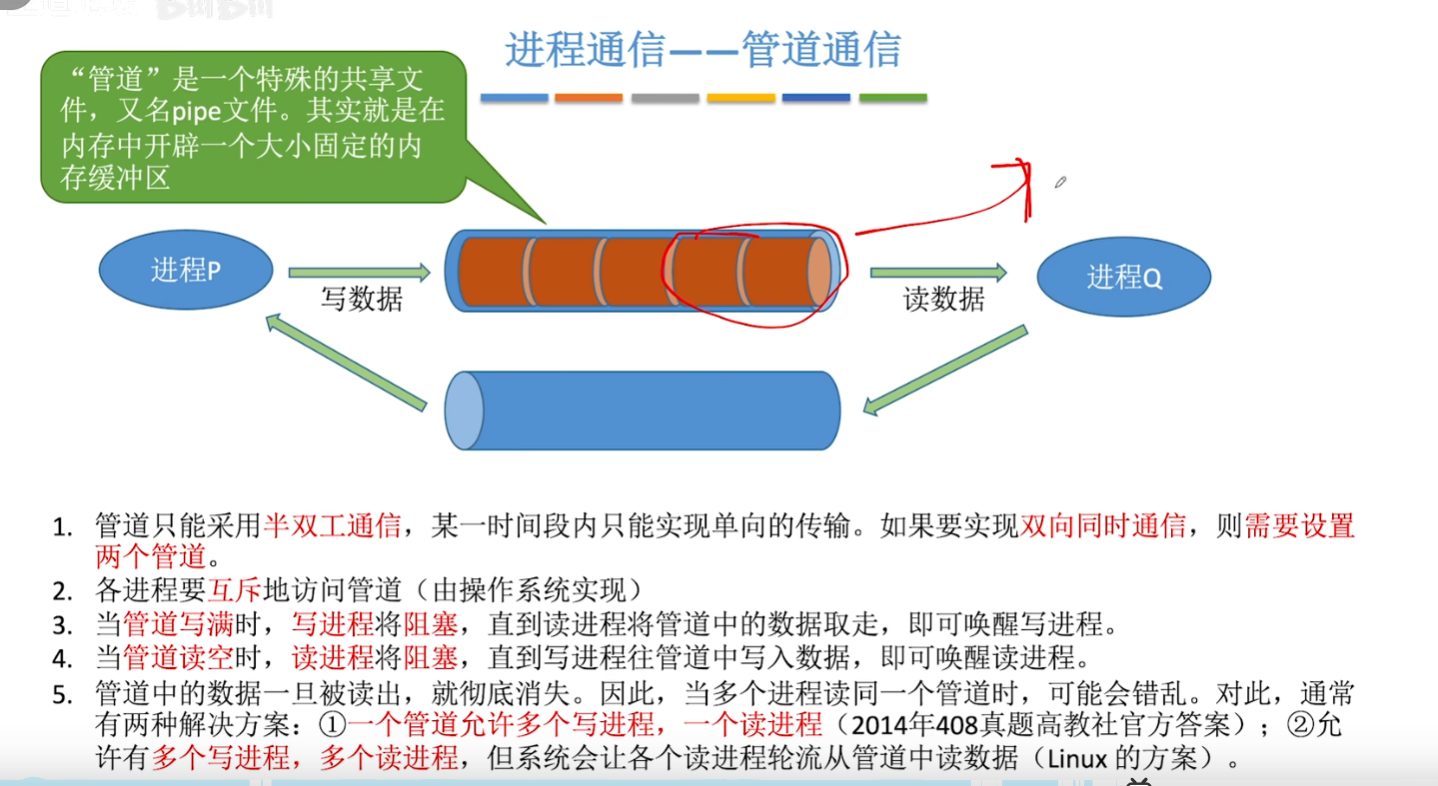 进程通信——管道通信
“管道”是一个特殊的共享文
件，又名pipe文件。其实就是在
内存中开辟一个大小固定的内
存缓冲区
进程P
写数据
读数据
进程Q
1. 管道只能采用半双工通信，某一时间段内只能实现单向的传输。如果要实现双向同时通信，则需要设置
两个管道。
2. 各进程要互斥地访问管道（由操作系统实现）
3. 当管道写满时，写进程将阻塞，直到读进程将管道中的数据取走，即可唤醒写进程。
4. 当管道读空时，读进程将阻塞，直到写进程往管道中写入数据，即可唤醒读进程。
5. 管道中的数据一旦被读出，就彻底消失。因此，当多个进程读同一个管道时，可能会错乱。对此，通常
有两种解决方案：①一个管道允许多个写进程，一个读进程（2014年408真题高教社官方答案）；②允
许有多个写进程，多个读进程，但系统会让各个读进程轮流从管道中读数据（Linux 的方案）。